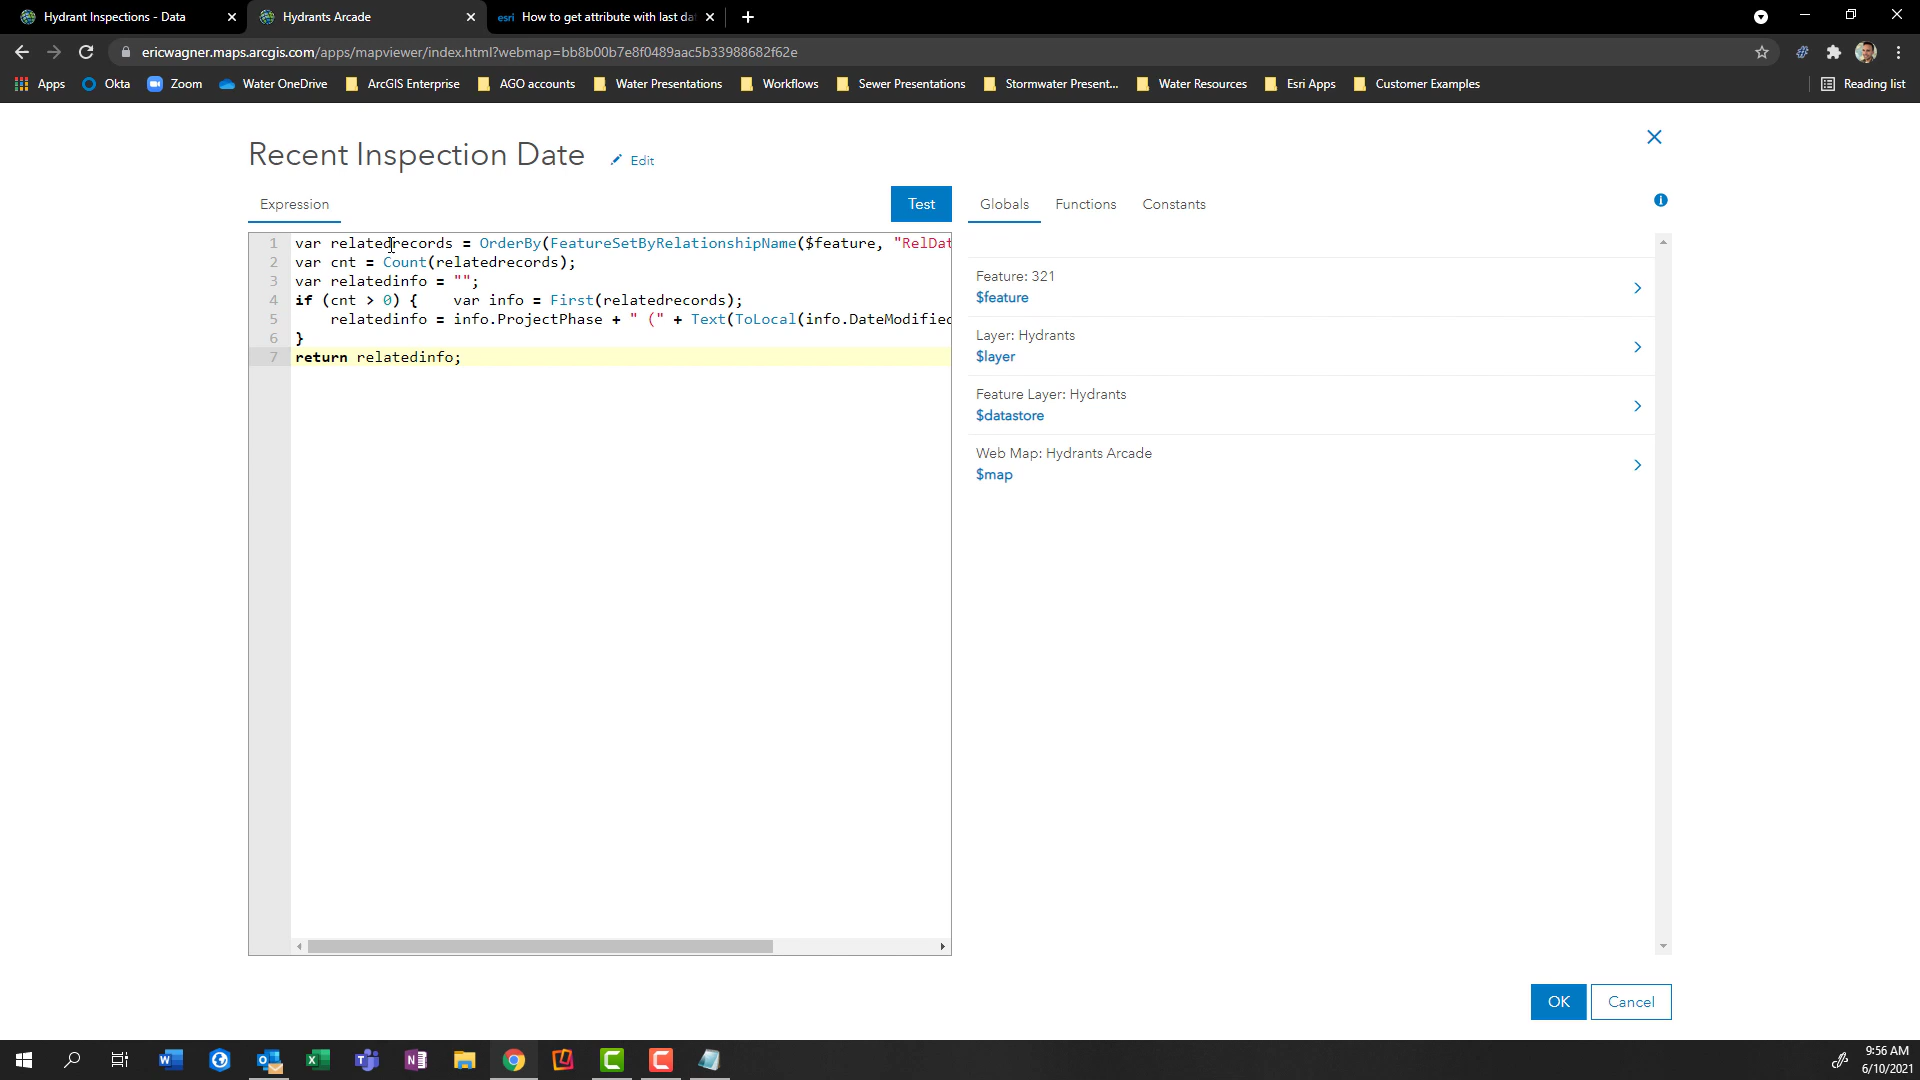 Hydrant Inspections - Data
Hydrants Arcade
esri How to get attribute with last da
ericwagner.maps.arcgis.com/apps/mapviewer/index.html?webmap=bb8b00b7e8f0489aac5b33988682f62e
Apps Okta Zoom Water OneDrive ArcGIS Enterprise AGO accounts Water Presentations Workflows Sewer Presentations Stormwater Present... Water Resources Esri Apps Customer Examples Reading list
Recent Inspection Date Edit
Expression Test Globals Functions Constants
1 var relatedrecords = OrderBy(FeatureSetByRelationshipName($feature, "RelDat
2 var cnt = Count(relatedrecords);
3 var relatedinfo = "";
4 if (cnt > 0) { var info = First(relatedrecords);
5 relatedinfo = info.ProjectPhase + " (" + Text(ToLocal(info.DateModified
6 }
7 return relatedinfo;
Feature: 321
$feature
Layer: Hydrants
$layer
Feature Layer: Hydrants
$datastore
Web Map: Hydrants Arcade
$map
OK Cancel
9:56 AM
6/10/2021